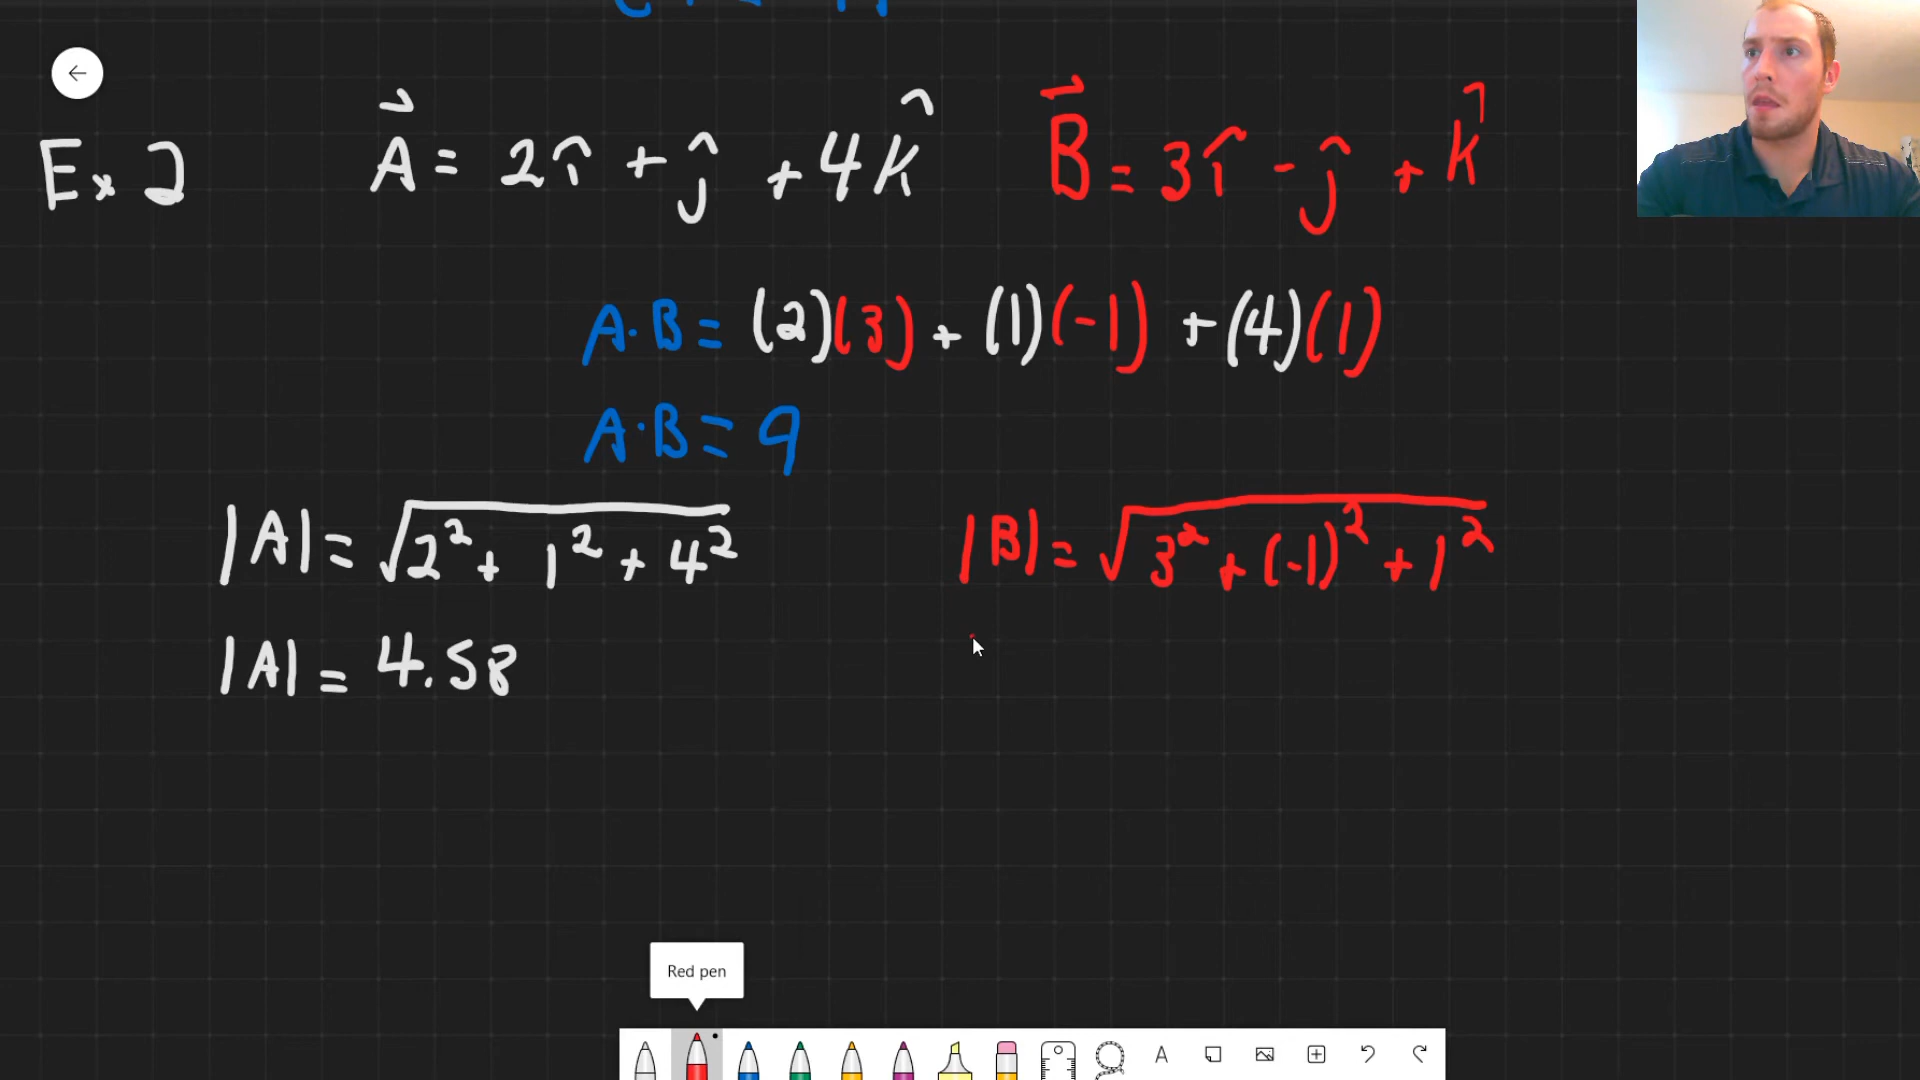 Ex 2
A⃗ = 2î + ĵ + 4k̂
B⃗ = 3î - ĵ + k̂
A·B = (2)(3) + (1)(-1) + (4)(1)
A·B = 9
|A| = √(2² + 1² + 4²)
|B| = √(3² + (-1)² + 1²)
|A| = 4.58
Red pen
A